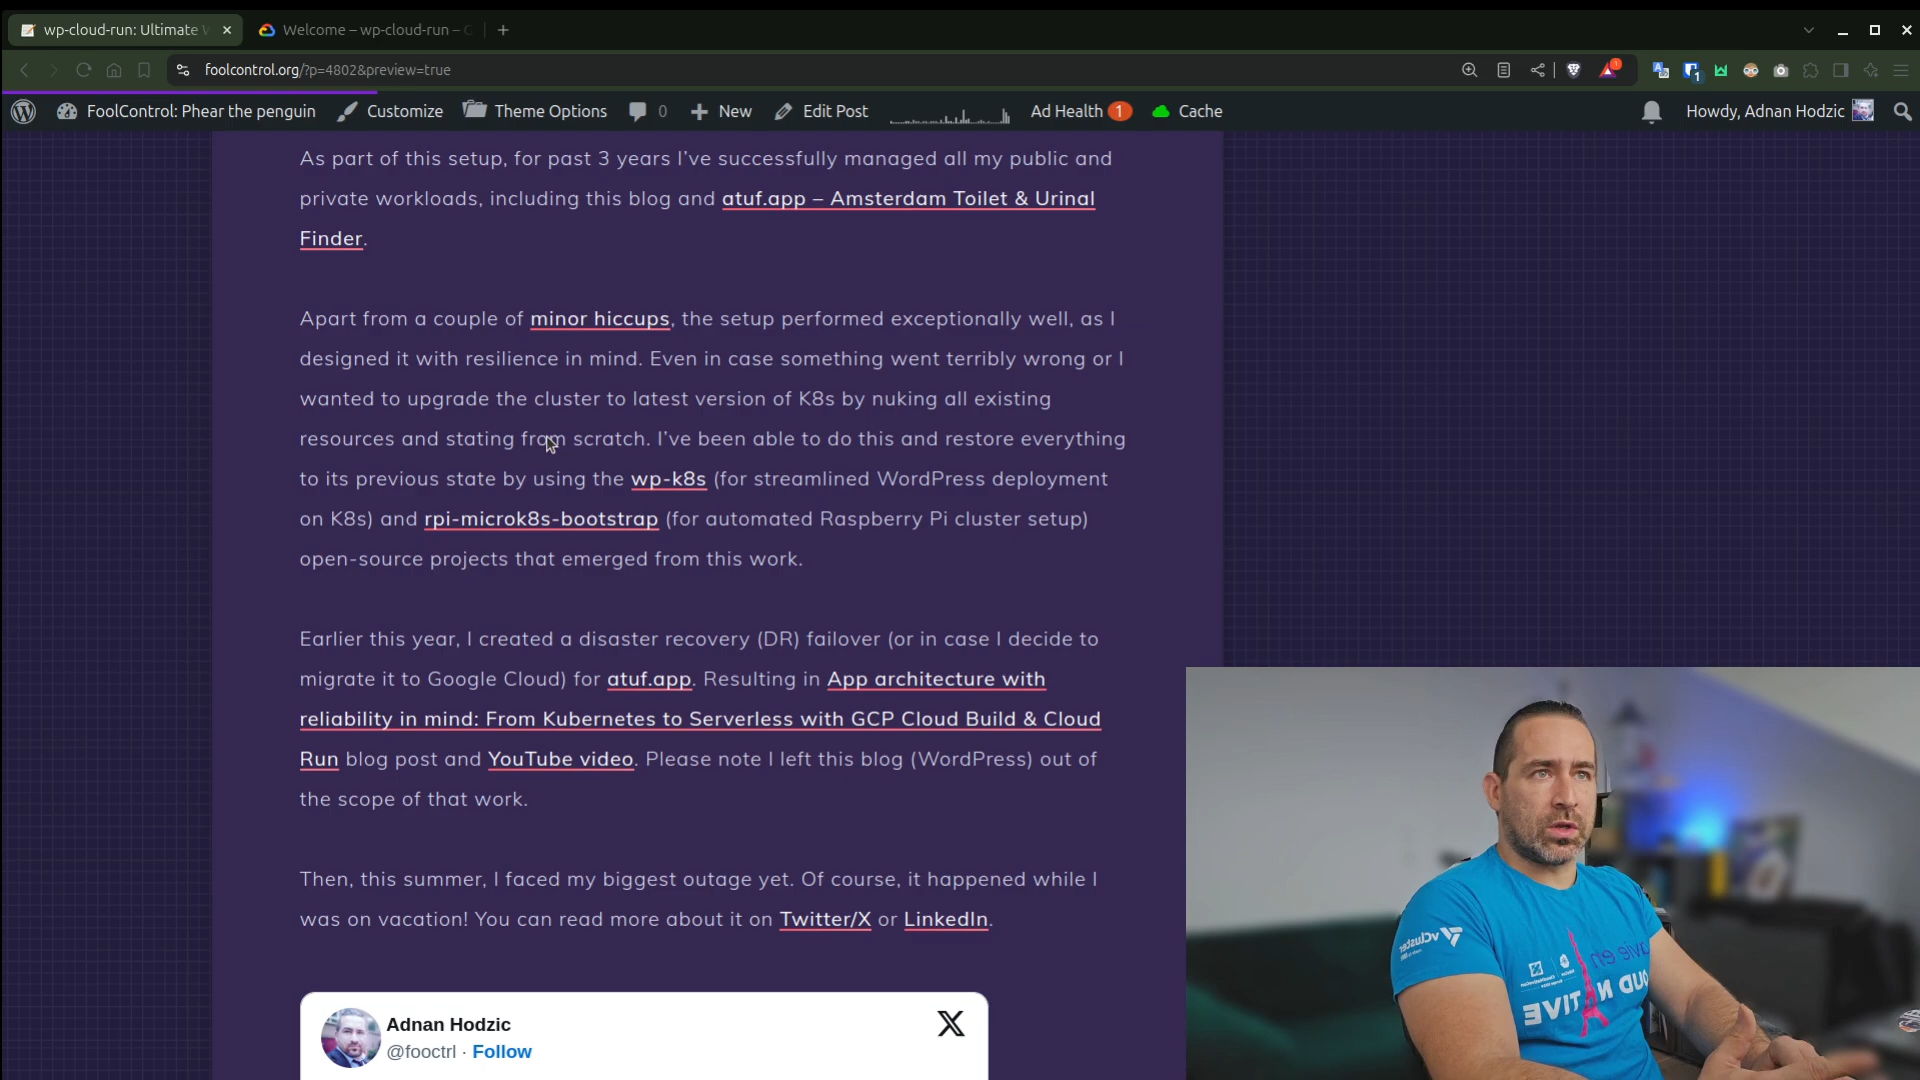 wp-cloud-run: Ultimate W
Welcome – wp-cloud-run – C
foolcontrol.org/?p=4802&preview=true
1
1
FoolControl: Phear the penguin
Customize
Theme Options
0
New
Edit Post
Ad Health 1
Cache
Howdy, Adnan Hodzic
As part of this setup, for past 3 years I've successfully managed all my public and
private workloads, including this blog and atuf.app – Amsterdam Toilet & Urinal
Finder.
Apart from a couple of minor hiccups, the setup performed exceptionally well, as I
designed it with resilience in mind. Even in case something went terribly wrong or I
wanted to upgrade the cluster to latest version of K8s by nuking all existing
resources and stating from scratch. I've been able to do this and restore everything
to its previous state by using the wp-k8s (for streamlined WordPress deployment
on K8s) and rpi-microk8s-bootstrap (for automated Raspberry Pi cluster setup)
open-source projects that emerged from this work.
Earlier this year, I created a disaster recovery (DR) failover (or in case I decide to
migrate it to Google Cloud) for atuf.app. Resulting in App architecture with
reliability in mind: From Kubernetes to Serverless with GCP Cloud Build & Cloud
Run blog post and YouTube video. Please note I left this blog (WordPress) out of
the scope of that work.
Then, this summer, I faced my biggest outage yet. Of course, it happened while I
was on vacation! You can read more about it on Twitter/X or LinkedIn.
Adnan Hodzic
@fooctrl · Follow
vcluster